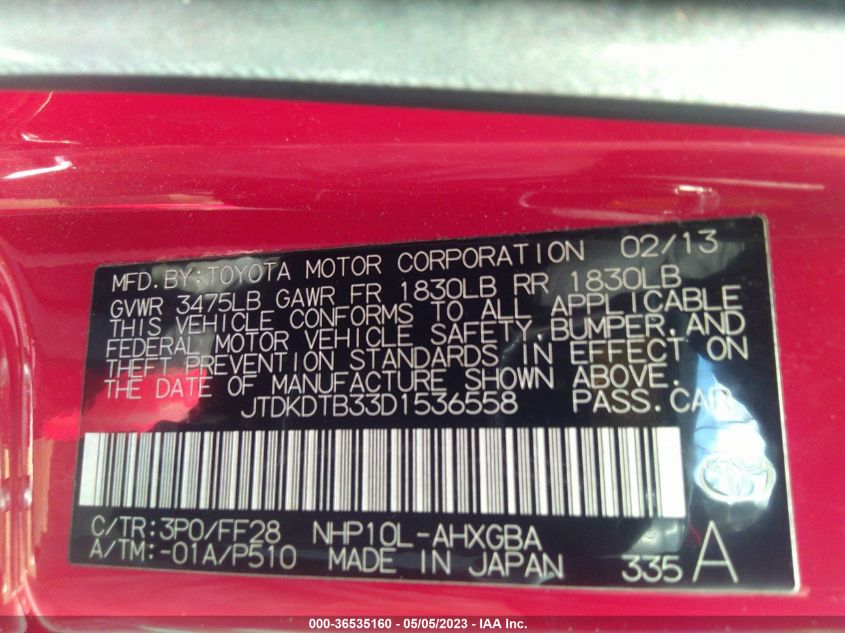 MFD.BY:TOYOTA MOTOR CORPORATION 02/13
GVWR 3475LB GAWR FR 1830LB RR 1830LB
THIS VEHICLE CONFORMS TO ALL APPLICABLE
FEDERAL MOTOR VEHICLE SAFETY, BUMPER, AND
THEFT PREVENTION STANDARDS IN EFFECT ON
THE DATE OF MANUFACTURE SHOWN ABOVE.
JTDKDTB33D1536558 PASS.CAR
C/TR:3P0/FF28 NHP10L-AHXGBA
A/TM:-01A/P510 MADE IN JAPAN 335 A
000-36535160 - 05/05/2023 - IAA Inc.